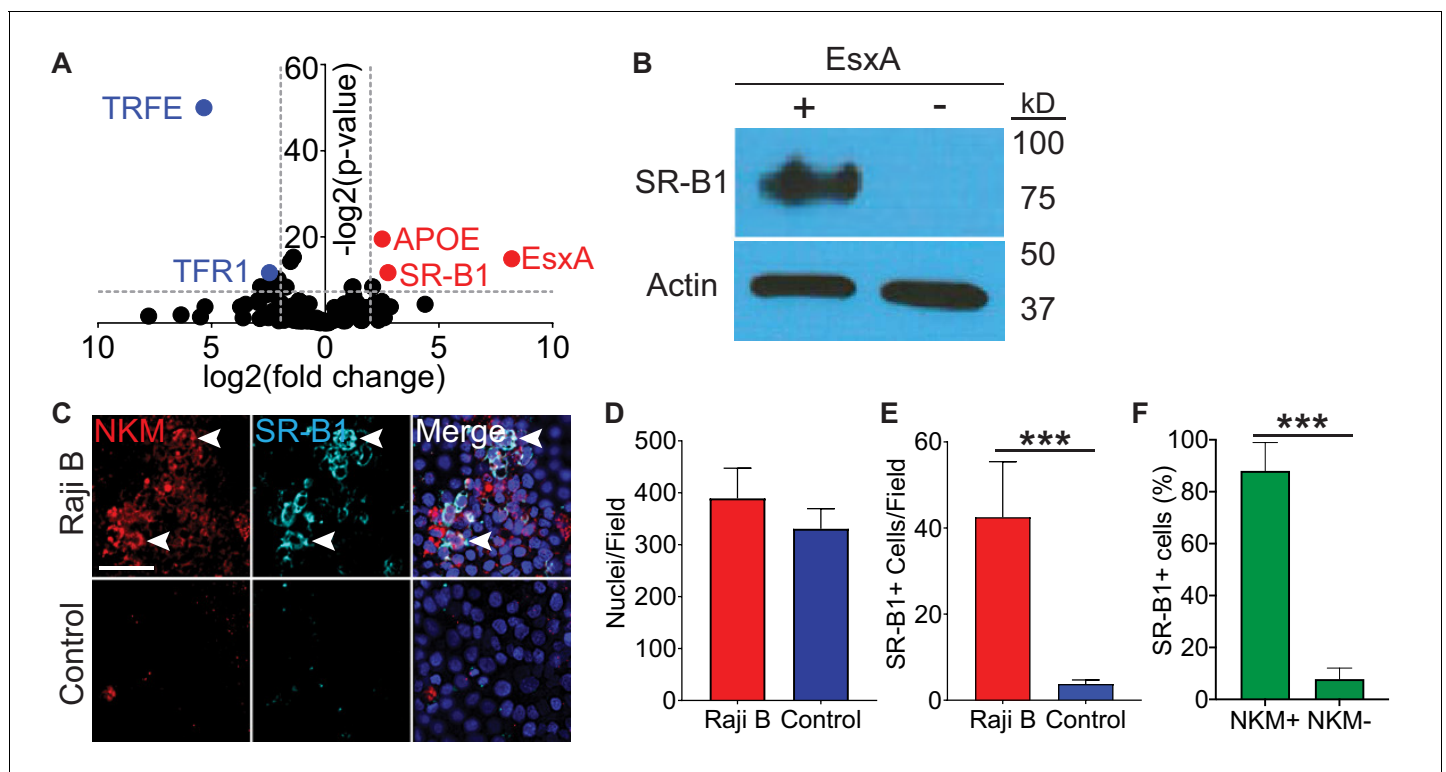 A
60
40
20
-log2(p-value)
TRFE
TFR1
APOE
SR-B1
EsxA
10 5 0 5 10
log2(fold change)
B
EsxA
+ -
kD
SR-B1
100
75
Actin
50
37
C
NKM SR-B1 Merge
Raji B
Control
D
Nuclei/Field
500
400
300
200
100
0
Raji B Control
E
SR-B1+ Cells/Field
60
40
20
0
***
Raji B Control
F
SR-B1+ cells (%)
100
80
60
40
20
0
***
NKM+ NKM-